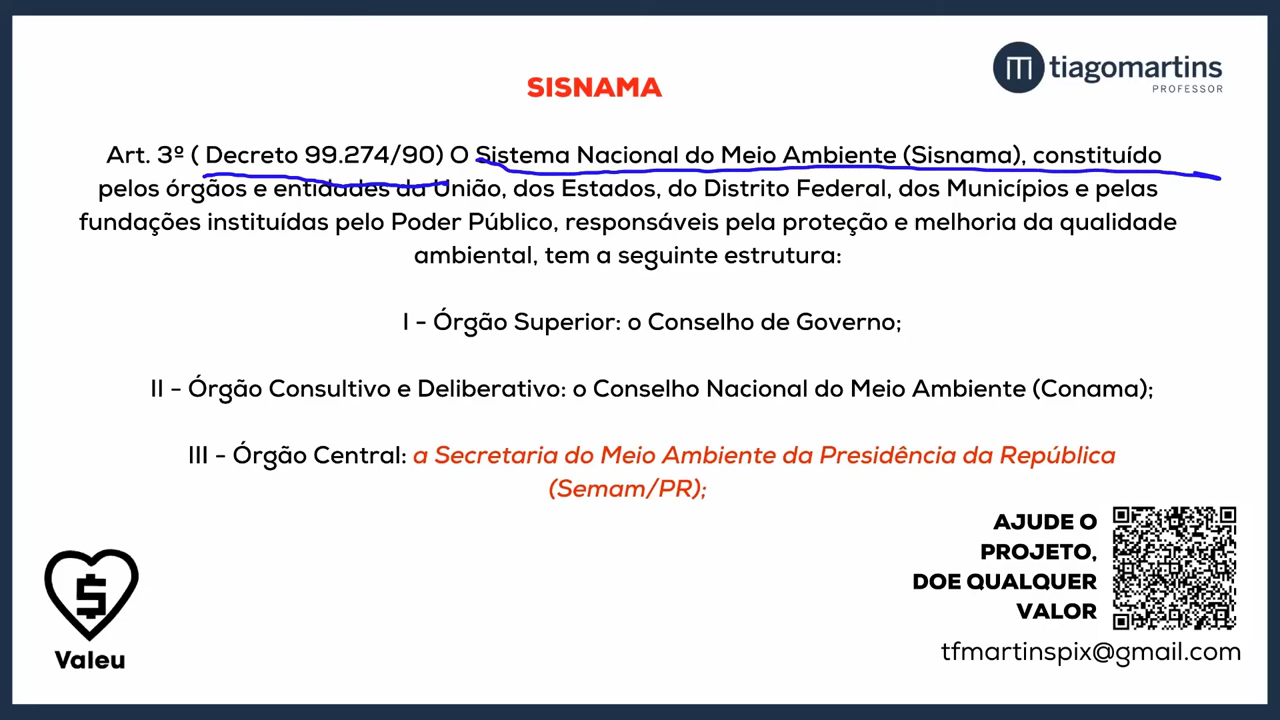 tiagomartins
PROFESSOR
SISNAMA
Art. 3º ( Decreto 99.274/90) O Sistema Nacional do Meio Ambiente (Sisnama), constituído
pelos órgãos e entidades da União, dos Estados, do Distrito Federal, dos Municípios e pelas
fundações instituídas pelo Poder Público, responsáveis pela proteção e melhoria da qualidade
ambiental, tem a seguinte estrutura:
I - Órgão Superior: o Conselho de Governo;
II - Órgão Consultivo e Deliberativo: o Conselho Nacional do Meio Ambiente (Conama);
III - Órgão Central: a Secretaria do Meio Ambiente da Presidência da República
(Semam/PR);
AJUDE O
PROJETO,
DOE QUALQUER
VALOR
tfmartinspix@gmail.com
$
Valeu